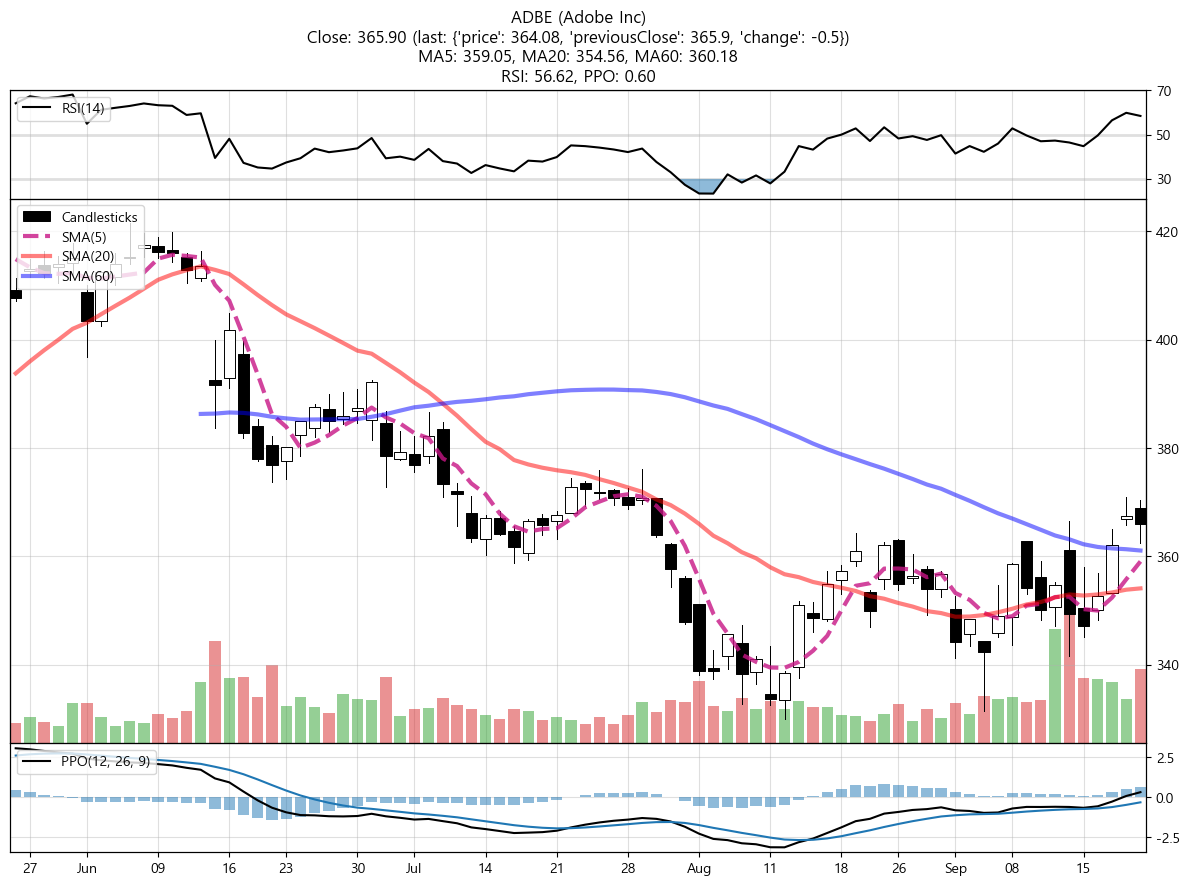 ADBE (Adobe Inc)
Close: 365.90 (last: {'price': 364.08, 'previousClose': 365.9, 'change': -0.5})
MA5: 359.05, MA20: 354.56, MA60: 360.18
RSI: 56.62, PPO: 0.60
RSI(14)
70
50
30
Candlesticks
SMA(5)
SMA(20)
SMA(60)
420
400
380
360
340
PPO(12, 26, 9)
2.5
0.0
-2.5
27 Jun 09 16 23 30 Jul 14 21 28 Aug 11 18 26 Sep 08 15